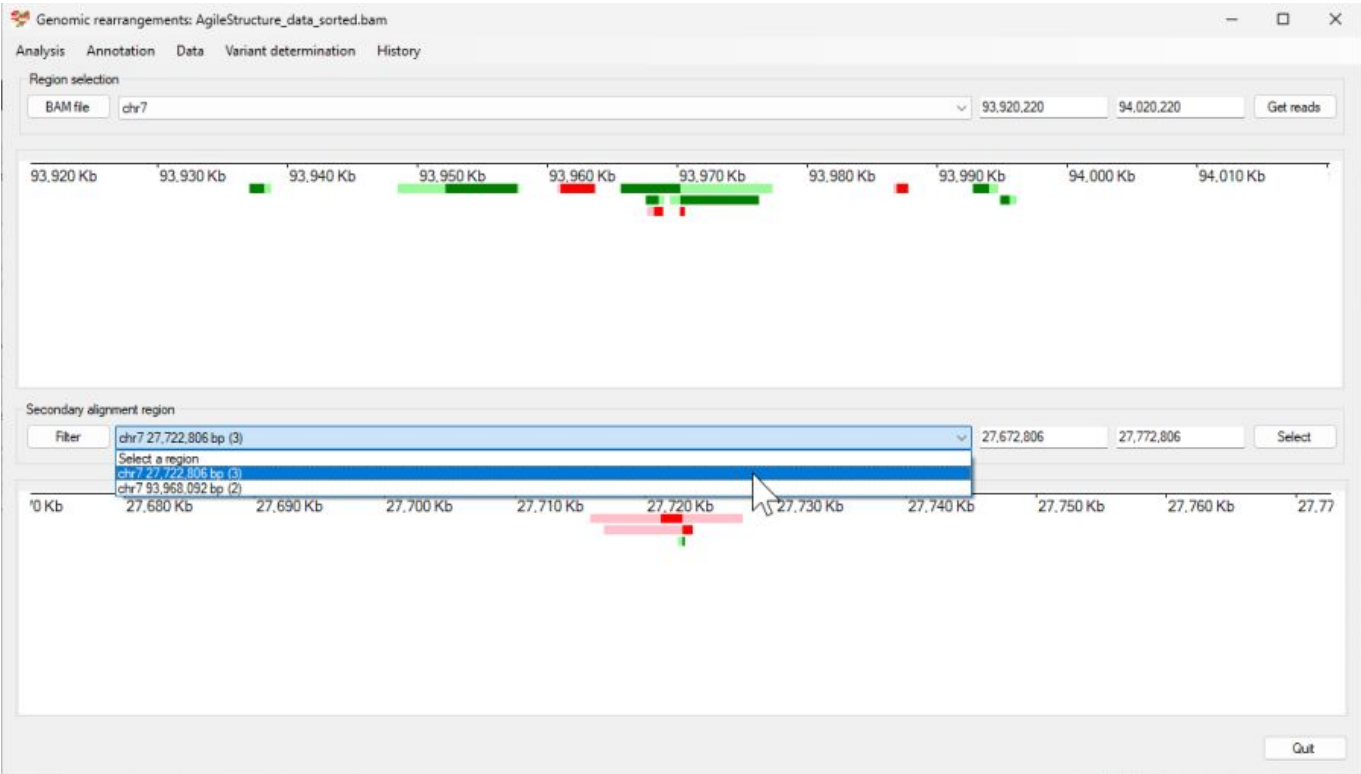 Genomic rearrangements: AgileStructure_data_sorted.bam
Analysis Annotation Data Variant determination History
Region selection
BAM file chr7 93,920,220 94,020,220 Get reads
93,920 Kb 93,930 Kb 93,940 Kb 93,950 Kb 93,960 Kb 93,970 Kb 93,980 Kb 93,990 Kb 94,000 Kb 94,010 Kb
Secondary alignment region
Filter chr7 27,722,806 bp (3) 27,672,806 27,772,806 Select
Select a region
chr7 27,722,806 bp (3)
chr7 93,968,092 bp (2)
'0 Kb 27,680 Kb 27,690 Kb 27,700 Kb 27,710 Kb 27,720 Kb 27,730 Kb 27,740 Kb 27,750 Kb 27,760 Kb 27,77
Quit